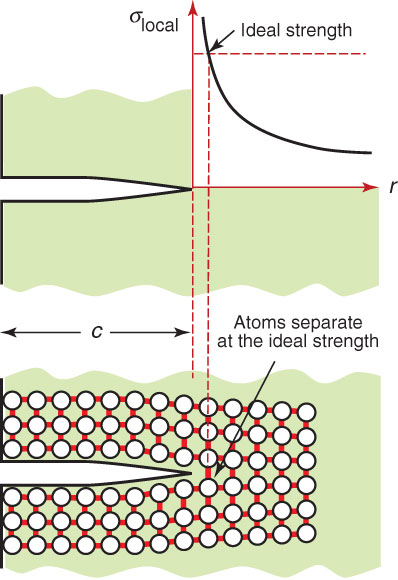 σlocal
Ideal strength
r
c
Atoms separate
at the ideal strength